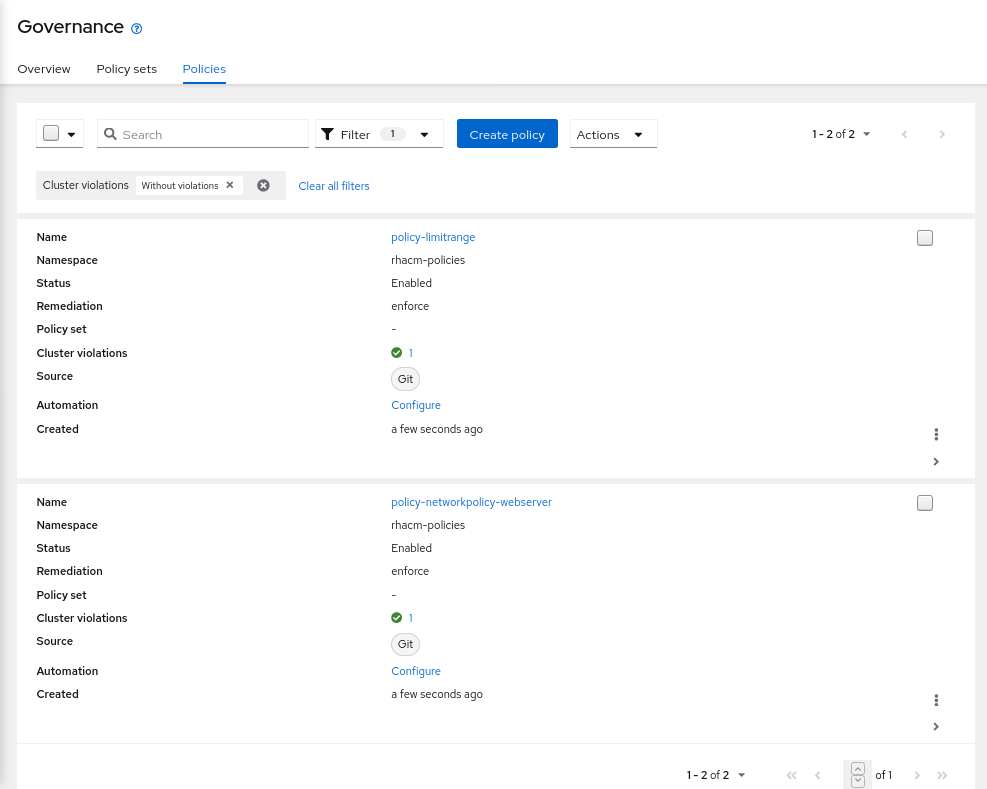 Governance
Overview Policy sets Policies
Search Filter 1 Create policy Actions 1 - 2 of 2
Cluster violations Without violations Clear all filters
Name policy-limitrange
Namespace rhacm-policies
Status Enabled
Remediation enforce
Policy set -
Cluster violations 1
Source Git
Automation Configure
Created a few seconds ago
Name policy-networkpolicy-webserver
Namespace rhacm-policies
Status Enabled
Remediation enforce
Policy set -
Cluster violations 1
Source Git
Automation Configure
Created a few seconds ago
1 - 2 of 2 of 1